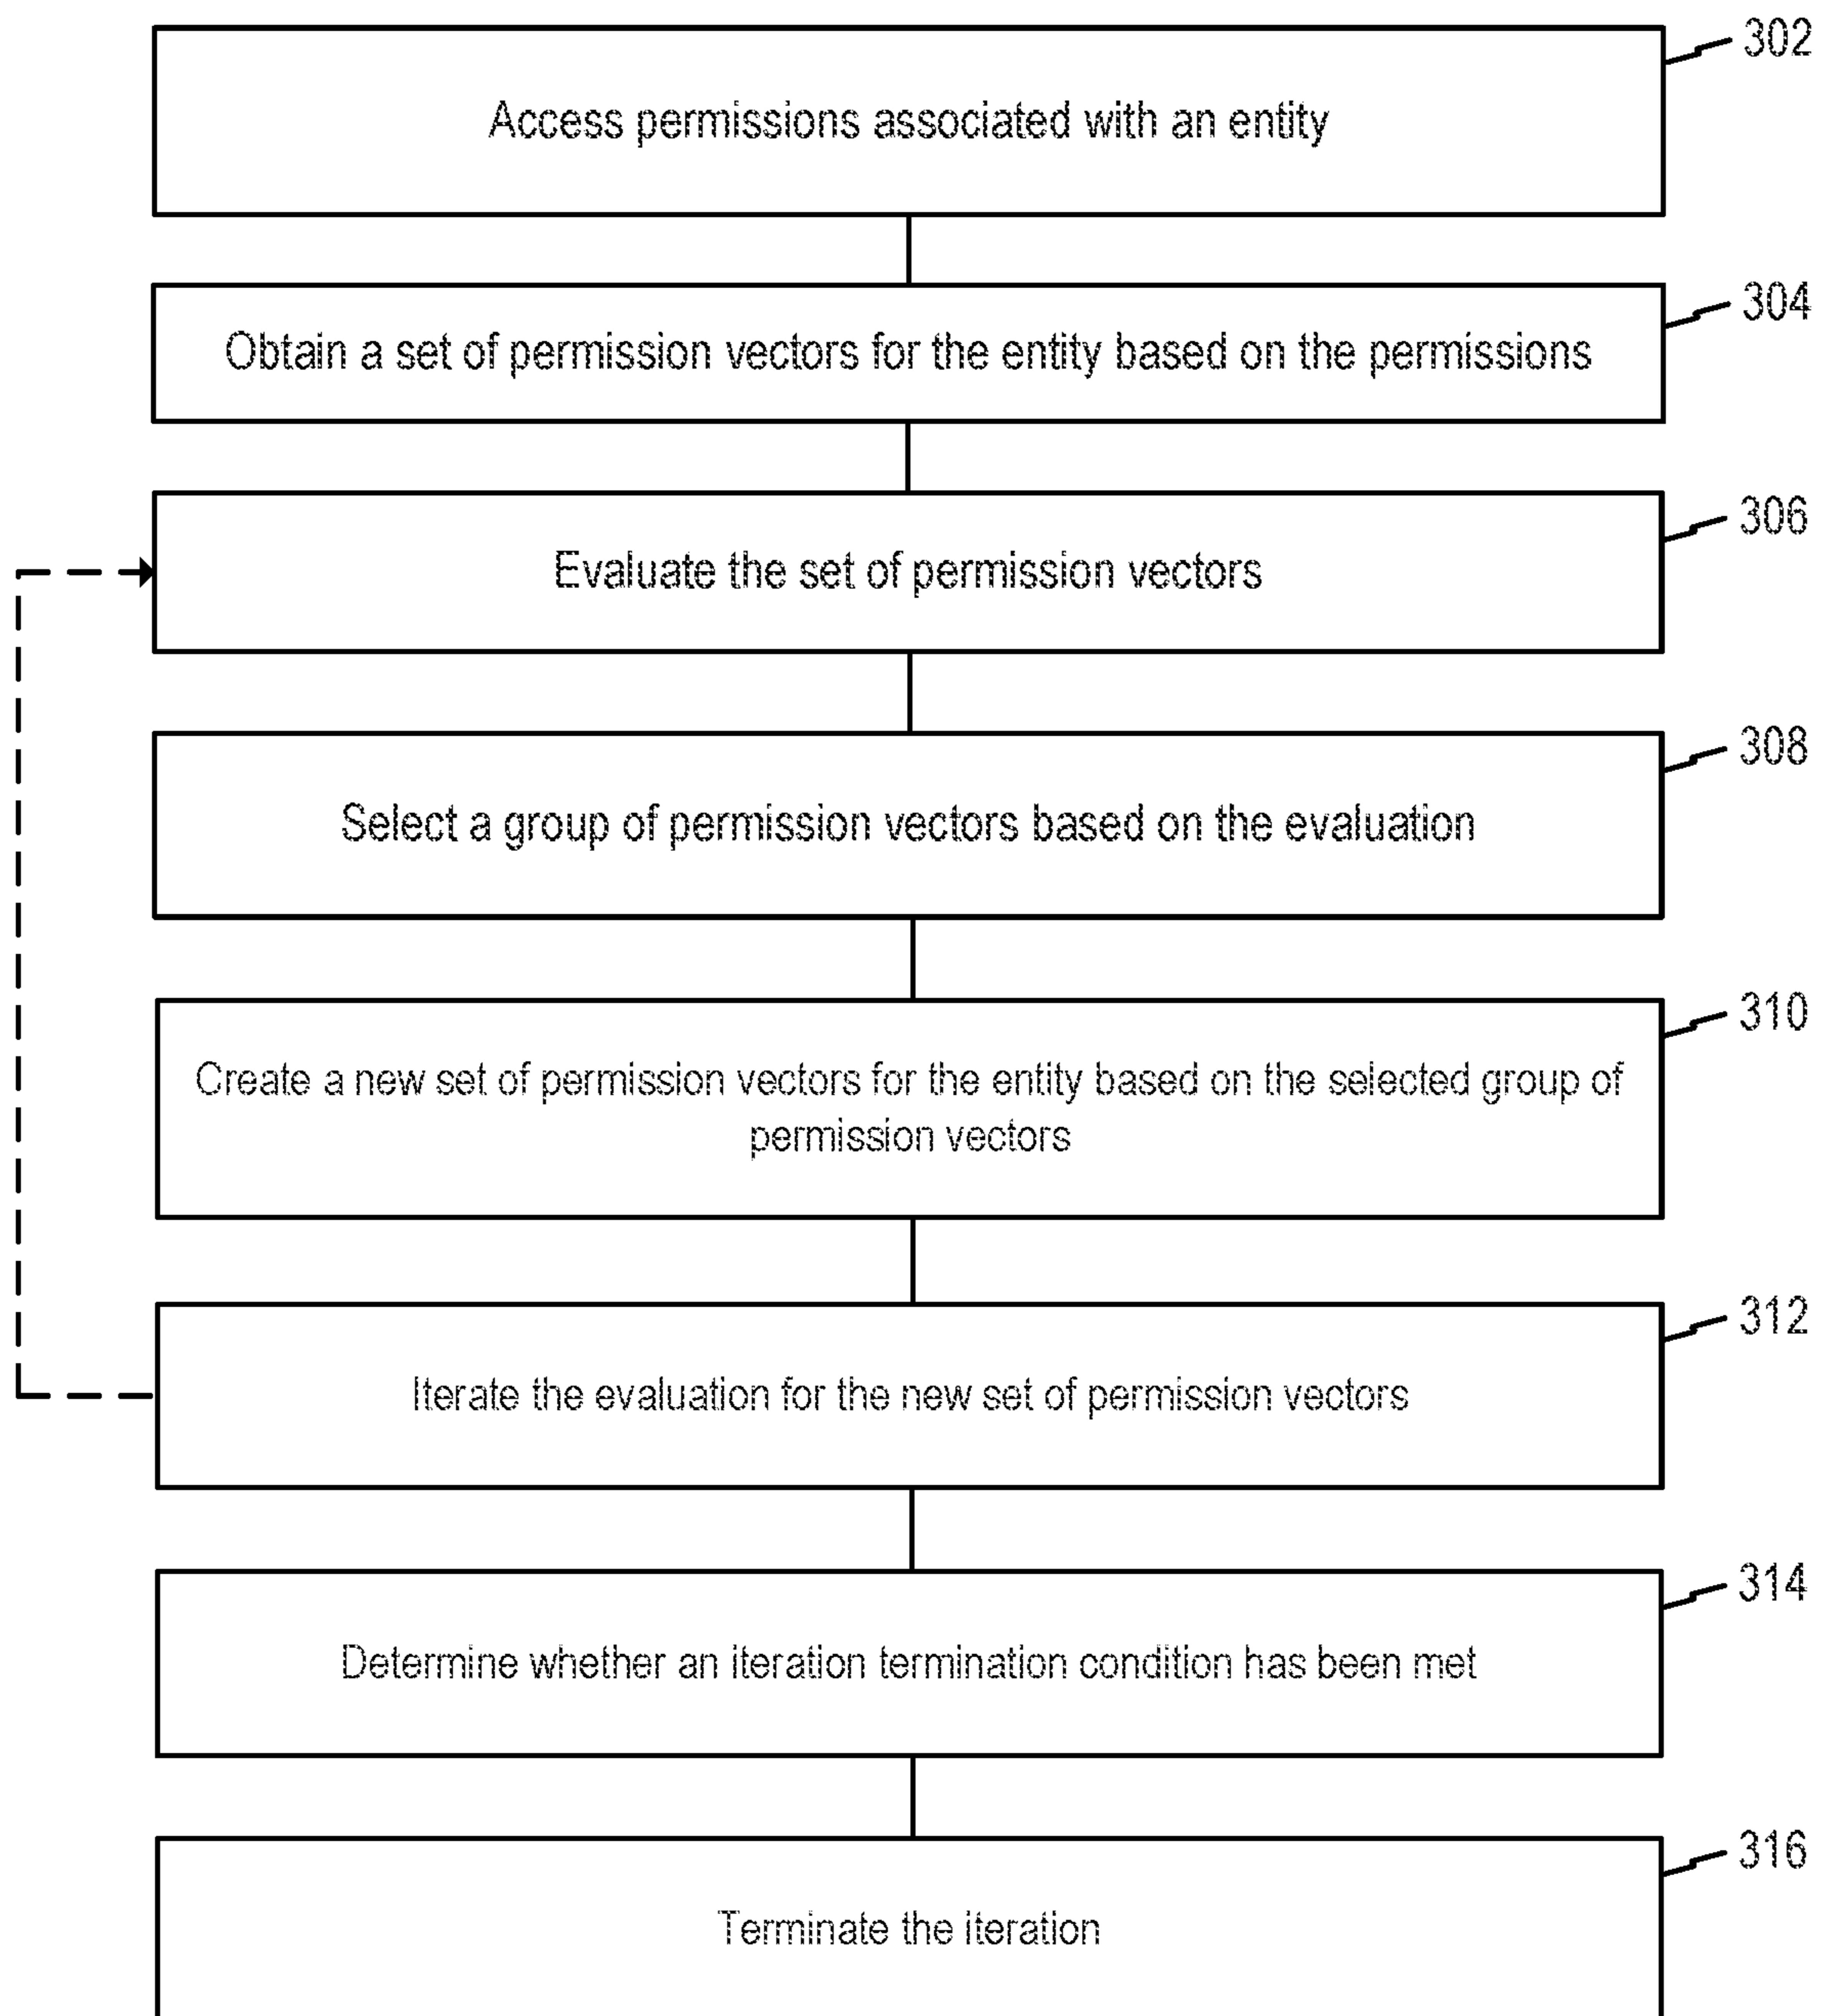 302
Access permissions associated with an entity
304
Obtain a set of permission vectors for the entity based on the permissions
306
Evaluate the set of permission vectors
308
Select a group of permission vectors based on the evaluation
310
Create a new set of permission vectors for the entity based on the selected group of
permission vectors
312
Iterate the evaluation for the new set of permission vectors
314
Determine whether an iteration termination condition has been met
316
Terminate the iteration